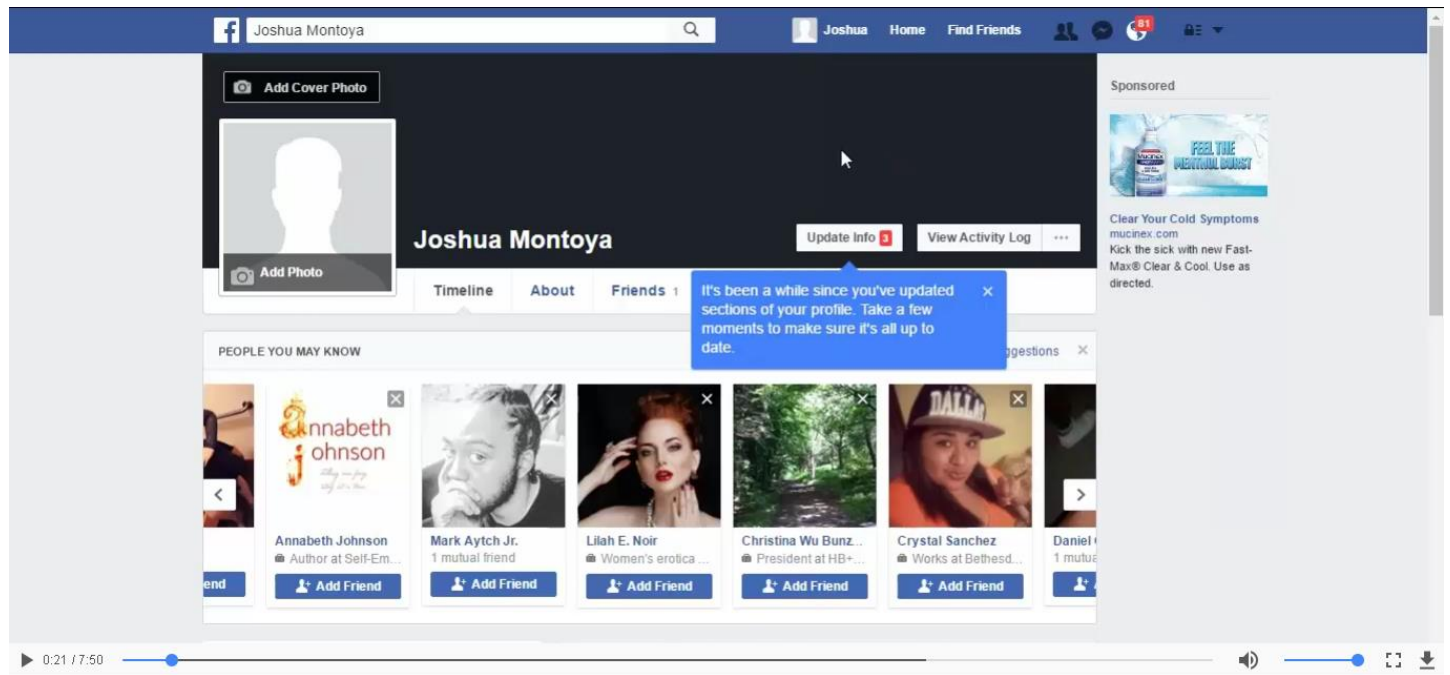 Joshua Montoya
Joshua Home Find Friends 81
Add Cover Photo
Joshua Montoya
Update Info 3 View Activity Log
Add Photo
Timeline About Friends 1
It's been a while since you've updated
sections of your profile. Take a few
moments to make sure it's all up to
date.
PEOPLE YOU MAY KNOW
ggestions
Annabeth
Johnson
DALLA
Annabeth Johnson
Author at Self-Em...
Add Friend
Mark Aytch Jr.
1 mutual friend
Add Friend
Lilah E. Noir
Women's erotica ...
Add Friend
Christina Wu Bunz...
President at HB+...
Add Friend
Crystal Sanchez
Works at Bethesd...
Add Friend
Daniel
1 mutua
end
Sponsored
Mucinex
FEEL THE
MENTHOL BURST
Clear Your Cold Symptoms
mucinex.com
Kick the sick with new Fast-
Max® Clear & Cool. Use as
directed.
0:21 / 7:50